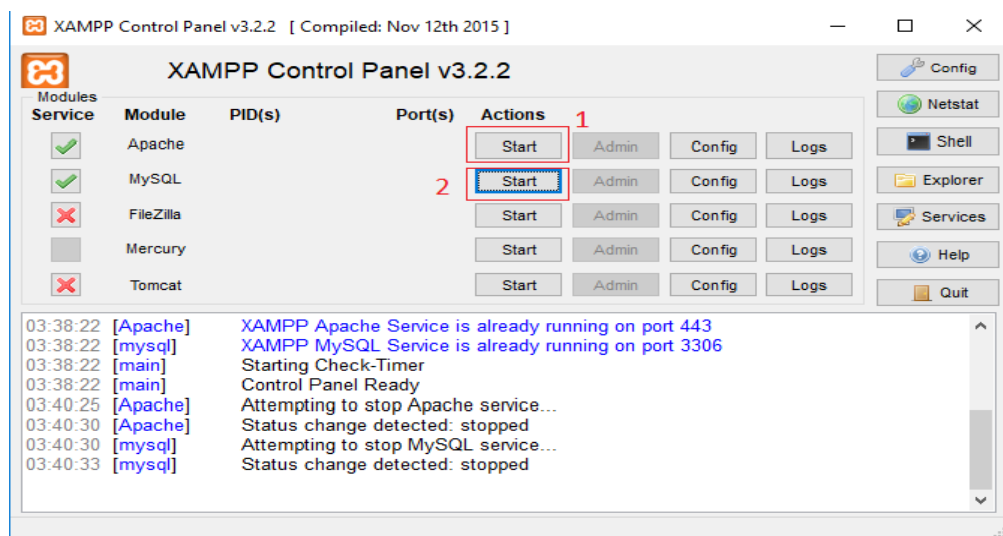 XAMPP Control Panel v3.2.2 [ Compiled: Nov 12th 2015 ]
XAMPP Control Panel v3.2.2
Config
Modules
Service Module PID(s) Port(s) Actions
1
Netstat
Apache Start Admin Config Logs
Shell
MySQL 2 Start Admin Config Logs
Explorer
FileZilla Start Admin Config Logs
Services
Mercury Start Admin Config Logs
Help
Tomcat Start Admin Config Logs
Quit
03:38:22 [Apache] XAMPP Apache Service is already running on port 443
03:38:22 [mysql] XAMPP MySQL Service is already running on port 3306
03:38:22 [main] Starting Check-Timer
03:38:22 [main] Control Panel Ready
03:40:25 [Apache] Attempting to stop Apache service...
03:40:30 [Apache] Status change detected: stopped
03:40:30 [mysql] Attempting to stop MySQL service...
03:40:33 [mysql] Status change detected: stopped